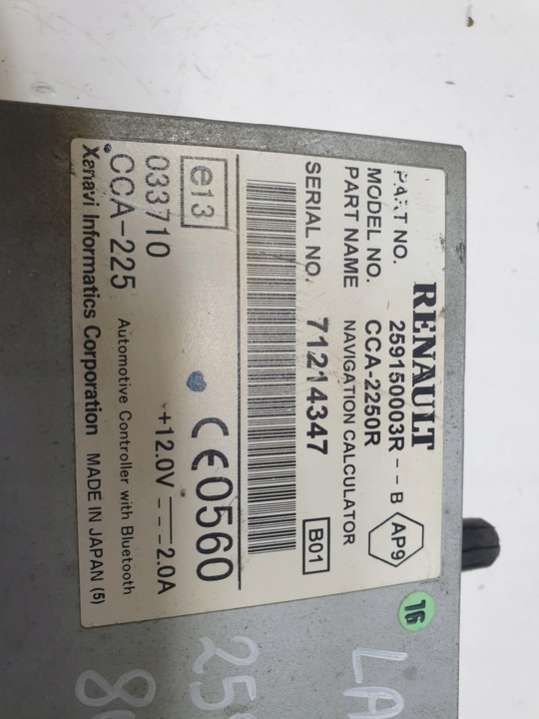 RENAULT
PART NO. 259150003R--B AP9
MODEL NO. CCA-2250R
PART NAME NAVIGATION CALCULATOR
SERIAL NO. 71214347 B01
e13 CE0560
033710 +12.0V 2.0A
CCA-225 Automotive Controller with Bluetooth
Xanavi Informatics Corporation MADE IN JAPAN (5)
16